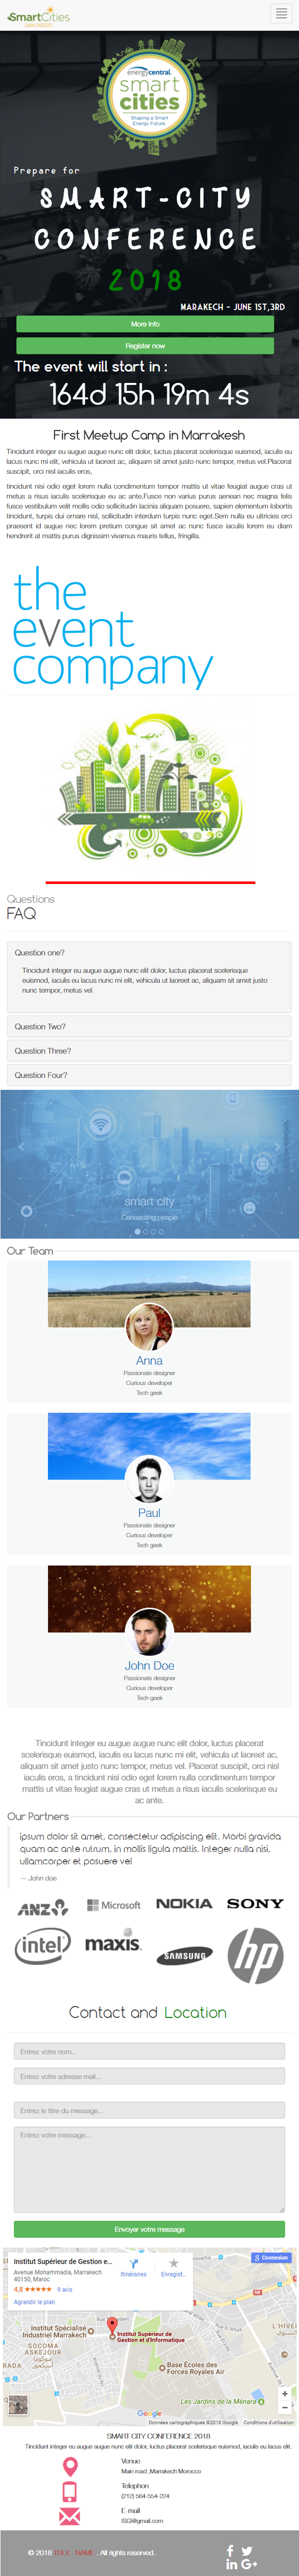 SmartCities
SAN DIEGO
energycentral.
smart
cities
Shaping a Smart
Energy Future
Prepare for
SMART-CITY
CONFERENCE
2018
MARAKECH - JUNE 1ST,3RD
More Info
Register now
The event will start in :
164d 15h 19m 4s
First Meetup Camp in Marrakesh
Tincidunt integer eu augue augue nunc elit dolor, luctus placerat scelerisque euismod, iaculis eu
lacus nunc mi elit, vehicula ut laoreet ac, aliquam sit amet justo nunc tempor, metus vel.Placerat
suscipit, orci nisl iaculis eros,
incidunt nisi odio eget lorem nulla condimentum tempor mattis ut vitae feugiat augue cras ut
metus a risus iaculis scelerisque eu ac ante.Fusce non varius purus aenean nec magna felis
fusce vestibulum velit mollis odio sollicitudin lacinia aliquam posuere, sapien elementum lobortis
tincidunt, turpis dui ornare nisl, sollicitudin interdum turpis nunc eget.Sem nulla eu ultricies orci
praesent id augue nec lorem pretium congue sit amet ac nunc fusce iaculis lorem eu diam
hendrerit at mattis purus dignissim vivamus mauris tellus, fringilla.
the
event
company
Questions
FAQ
Question one?
Tincidunt integer eu augue augue nunc elit dolor, luctus placerat scelerisque
euismod, iaculis eu lacus nunc mi elit, vehicula ut laoreet ac, aliquam sit amet justo
nunc tempor, metus vel.
Question Two?
Question Three?
Question Four?
smart city
Connecting people
Our Team
Anna
Passionate designer
Curious developer
Tech geek
Paul
Passionate designer
Curious developer
Tech geek
John Doe
Passionate designer
Curious developer
Tech geek
Tincidunt integer eu augue augue nunc elit dolor, luctus placerat
scelerisque euismod, iaculis eu lacus nunc mi elit, vehicula ut laoreet ac,
aliquam sit amet justo nunc tempor, metus vel. Placerat suscipit, orci nisl
iaculis eros, a tincidunt nisi odio eget lorem nulla condimentum tempor
mattis ut vitae feugiat augue cras ut metus a risus iaculis scelerisque eu
ac ante.
Our Partners
ipsum dolor sit amet, consectetur adipiscing elit. Morbi gravida
quam ac ante rutrum, in mollis ligula mattis. Integer nulla nisi,
ullamcorper et posuere vel
— John doe
ANZ Microsoft NOKIA SONY
intel maxis. SAMSUNG hp
Contact and Location
Entrez votre nom...
Entrez votre adresse mail...
Entrez le titre du message...
Entrez votre message...
Envoyer votre message
Institut Supérieur de Gestion e...
Avenue Mohammadia, Marrakech
40150, Maroc
4,8 ★★★★★ 9 avis
Agrandir le plan
Itinéraires
Enregist...
Connexion
Institut Spécialisé
Industriel Marrakech
Institut Supérieur de
Gestion et d'Informatique
SOCOMA
ASKEJOUR
Base Ecoles des
Forces Royales Air
L'HIVER
Les Jardins de la Ménara
RADA
Google
Données cartographiques ©2018 Google Conditions d'utilisation
SMART CITY CONFERENCE 2018
Tincidunt integer eu augue augue nunc elit dolor, luctus placerat scelerisque euismod, iaculis eu lacus elit.
Venue
Main road ,Marrakech Morocco
Telephon
(212) 564-554-224
E-mail
ISGI@gmail.com
© 2018 - All rights reserved.